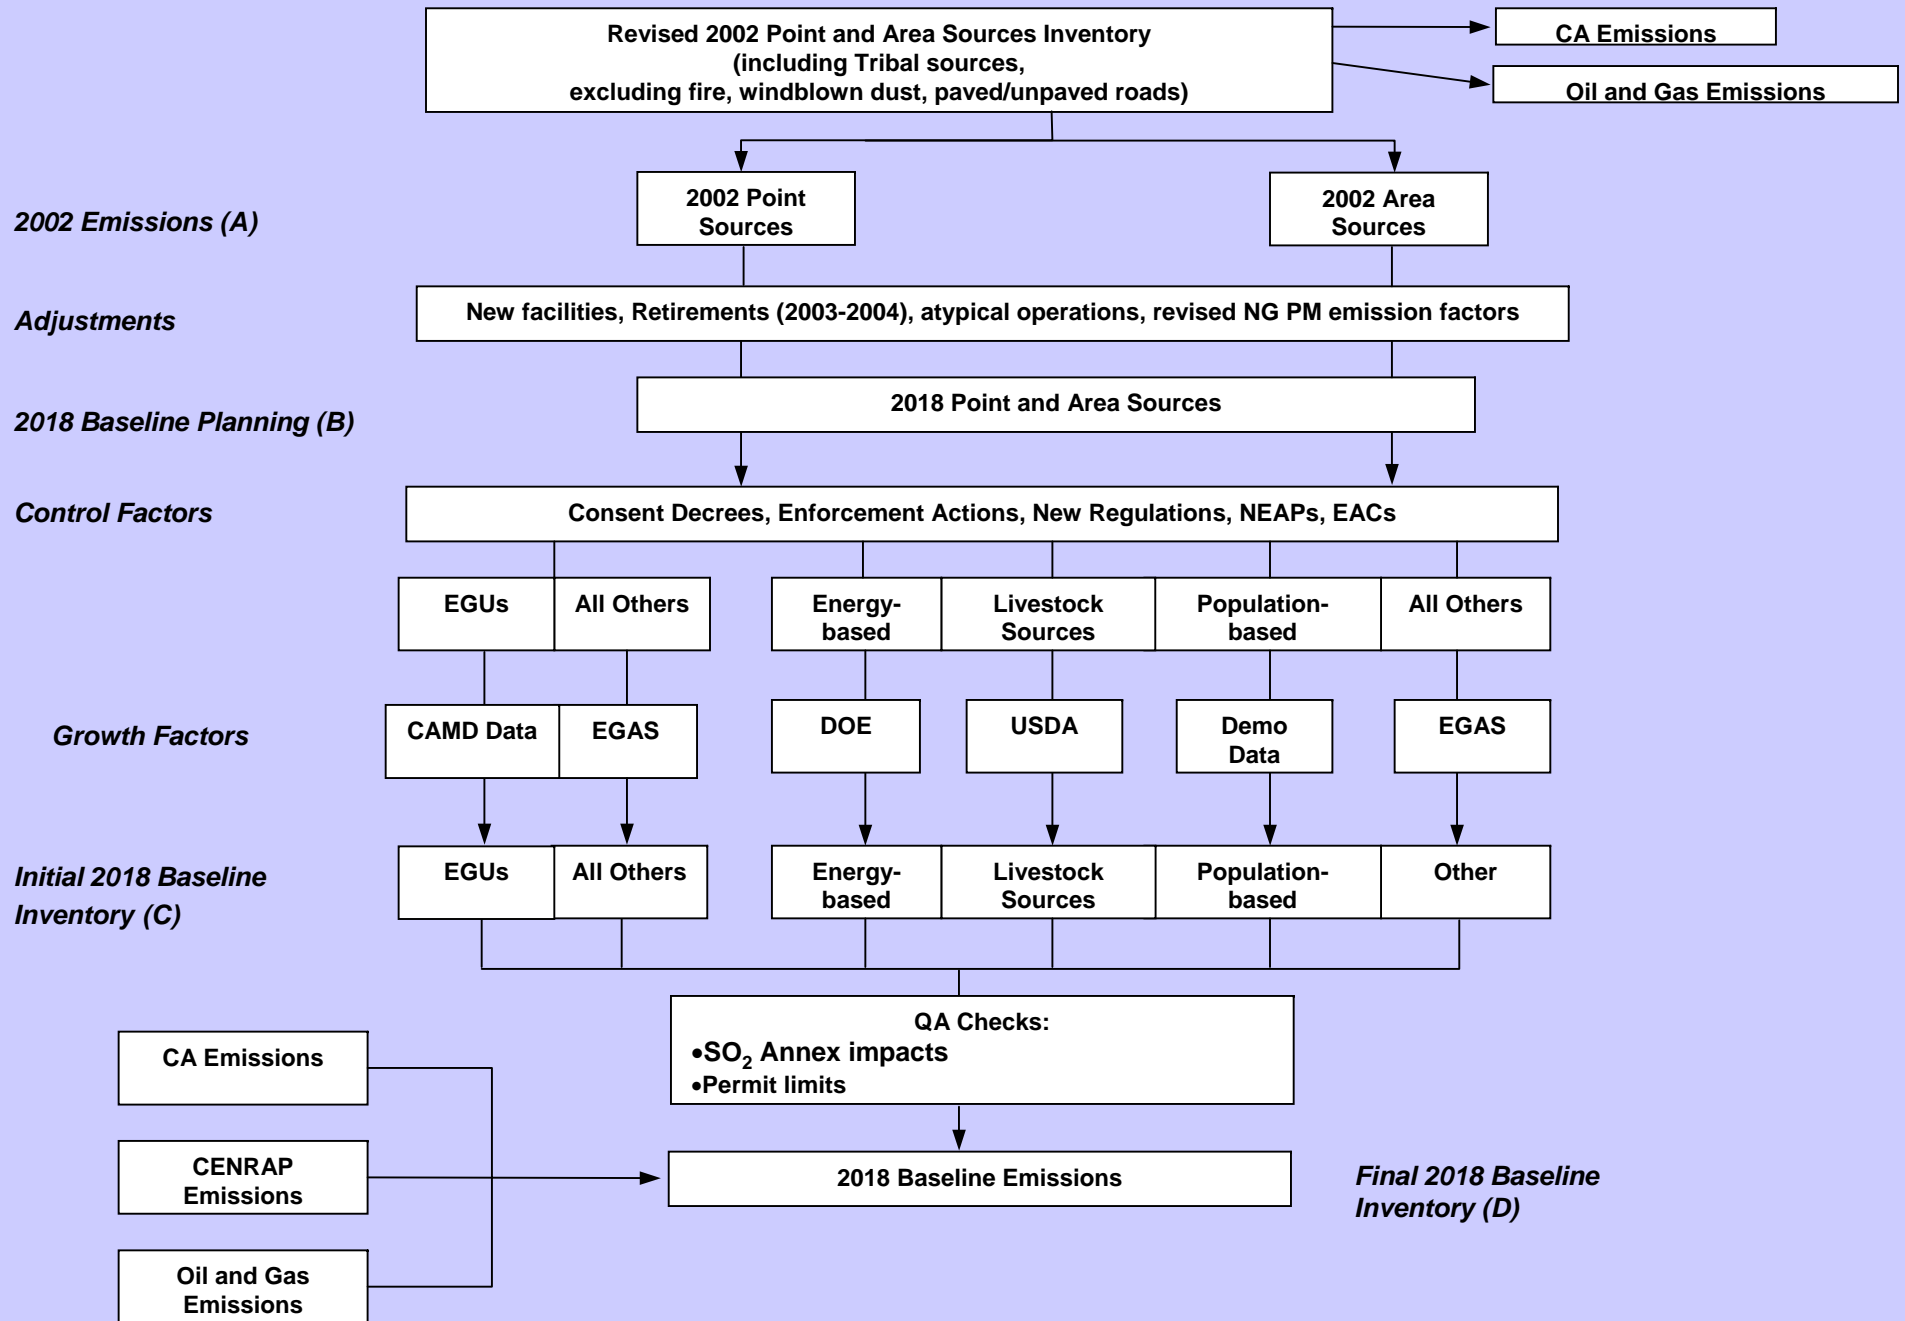 Revised 2002 Point and Area Sources Inventory
(including Tribal sources,
excluding fire, windblown dust, paved/unpaved roads)
CA Emissions
Oil and Gas Emissions
2002 Emissions (A)
2002 Point
Sources
2002 Area
Sources
Adjustments
New facilities, Retirements (2003-2004), atypical operations, revised NG PM emission factors
2018 Baseline Planning (B)
2018 Point and Area Sources
Control Factors
Consent Decrees, Enforcement Actions, New Regulations, NEAPs, EACs
EGUs
All Others
Energy-
based
Livestock
Sources
Population-
based
All Others
Growth Factors
CAMD Data
EGAS
DOE
USDA
Demo
Data
EGAS
Initial 2018 Baseline
Inventory (C)
EGUs
All Others
Energy-
based
Livestock
Sources
Population-
based
Other
QA Checks:
•SO₂ Annex impacts
•Permit limits
CA Emissions
CENRAP
Emissions
Oil and Gas
Emissions
2018 Baseline Emissions
Final 2018 Baseline
Inventory (D)